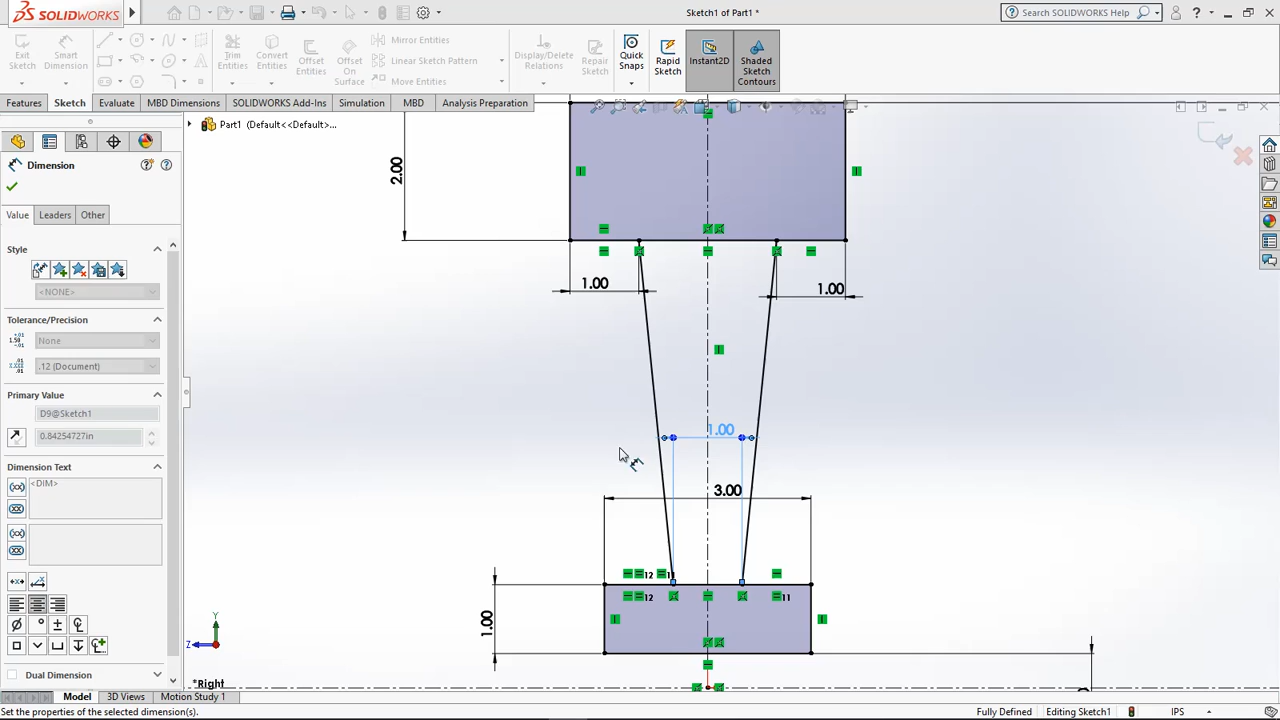 SOLIDWORKS
Sketch1 of Part1 *
Search SOLIDWORKS Help
Exit Sketch
Smart Dimension
Trim Entities
Convert Entities
Offset Entities
Offset On Surface
Mirror Entities
Linear Sketch Pattern
Move Entities
Display/Delete Relations
Repair Sketch
Quick Snaps
Rapid Sketch
Instant2D
Shaded Sketch Contours
Features
Sketch
Evaluate
MBD Dimensions
SOLIDWORKS Add-Ins
Simulation
MBD
Analysis Preparation
Part1 (Default<<Default>...
Dimension
Value
Leaders
Other
Style
<NONE>
Tolerance/Precision
None
.12 (Document)
Primary Value
D9@Sketch1
0.84254727in
Dimension Text
<DIM>
Dual Dimension
2.00
1.00
1.00
1.00
3.00
12
11
12
11
1.00
Y
Z
*Right
Model
3D Views
Motion Study 1
Set the properties of the selected dimension(s).
Fully Defined
Editing Sketch1
IPS